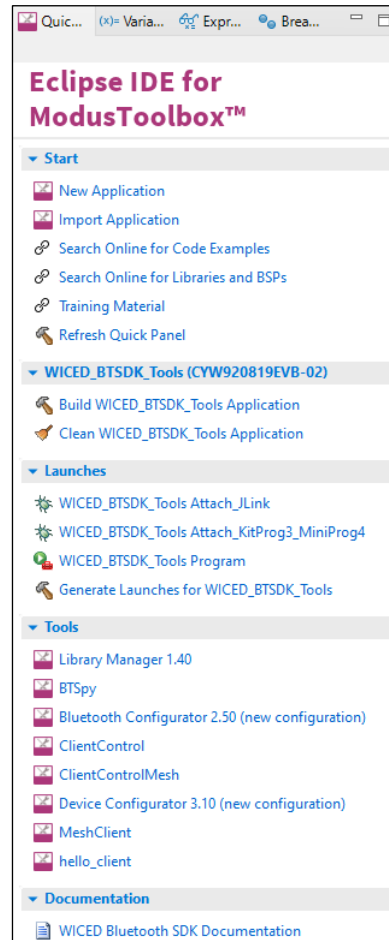 Quic...
(x)= Varia...
Expr...
Brea...
Eclipse IDE for
ModusToolbox™
Start
New Application
Import Application
Search Online for Code Examples
Search Online for Libraries and BSPs
Training Material
Refresh Quick Panel
WICED_BTSDK_Tools (CYW920819EVB-02)
Build WICED_BTSDK_Tools Application
Clean WICED_BTSDK_Tools Application
Launches
WICED_BTSDK_Tools Attach_JLink
WICED_BTSDK_Tools Attach_KitProg3_MiniProg4
WICED_BTSDK_Tools Program
Generate Launches for WICED_BTSDK_Tools
Tools
Library Manager 1.40
BTSpy
Bluetooth Configurator 2.50 (new configuration)
ClientControl
ClientControlMesh
Device Configurator 3.10 (new configuration)
MeshClient
hello_client
Documentation
WICED Bluetooth SDK Documentation